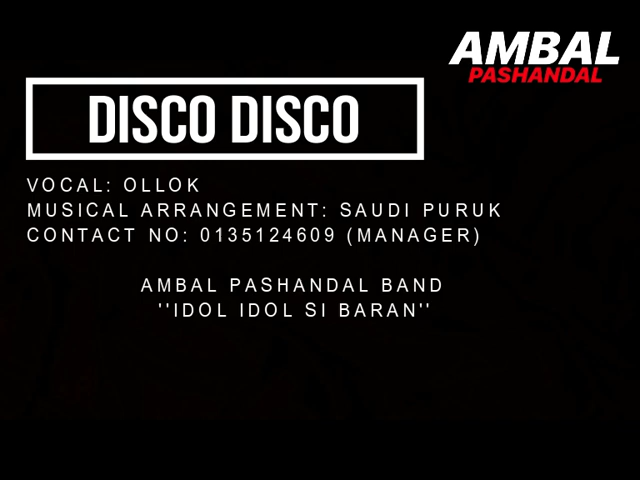 AMBAL
PASHANDAL
DISCO DISCO
VOCAL: OLLOK
MUSICAL ARRANGEMENT: SAUDI PURUK
CONTACT NO: 0135124609 (MANAGER)
AMBAL PASHANDAL BAND
''IDOL IDOL SI BARAN''